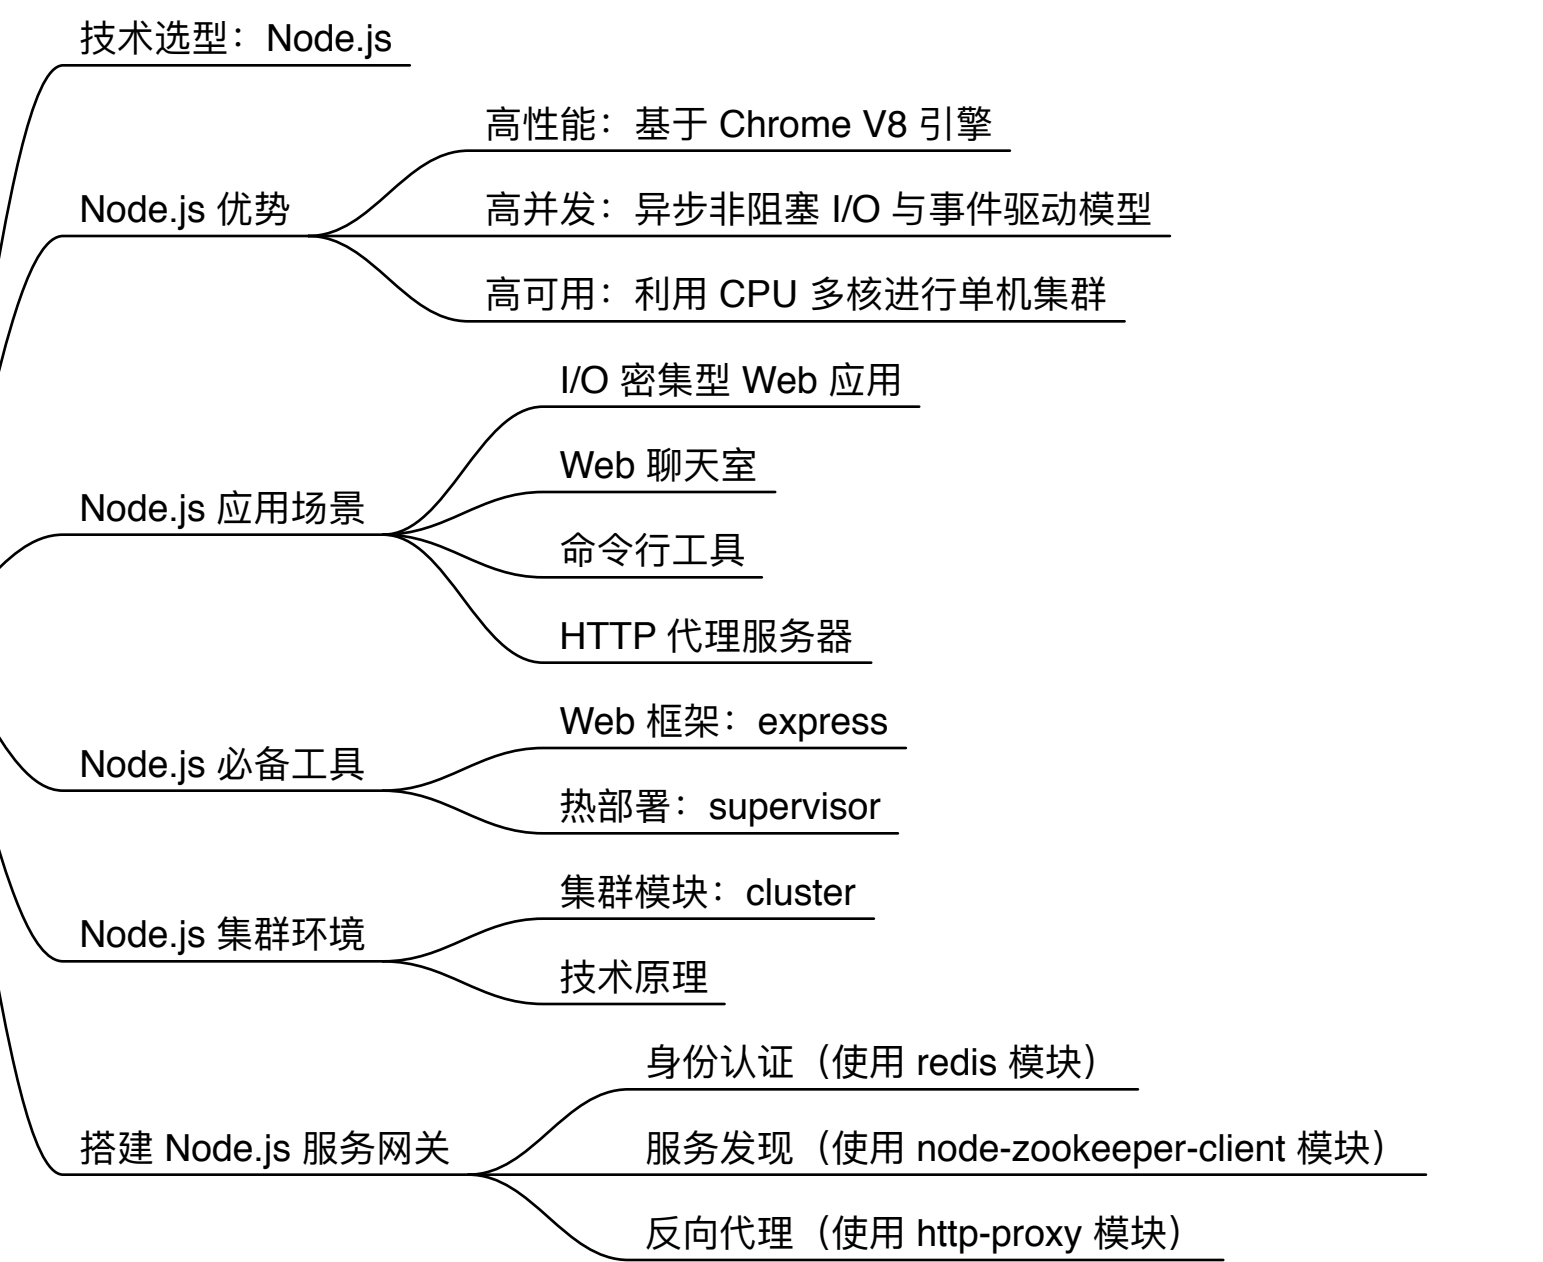 技术选型：Node.js
Node.js 优势
高性能：基于 Chrome V8 引擎
高并发：异步非阻塞 I/O 与事件驱动模型
高可用：利用 CPU 多核进行单机集群
Node.js 应用场景
I/O 密集型 Web 应用
Web 聊天室
命令行工具
HTTP 代理服务器
Node.js 必备工具
Web 框架：express
热部署：supervisor
Node.js 集群环境
集群模块：cluster
技术原理
搭建 Node.js 服务网关
身份认证（使用 redis 模块）
服务发现（使用 node-zookeeper-client 模块）
反向代理（使用 http-proxy 模块）